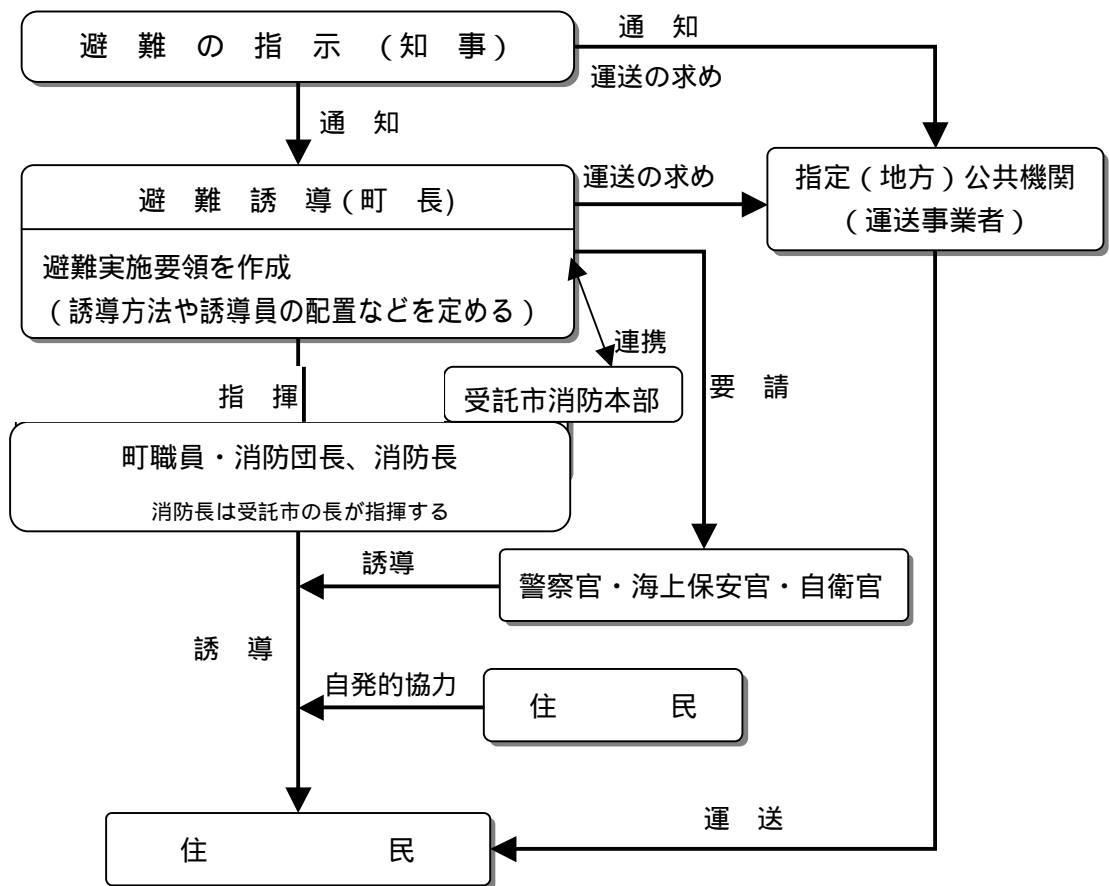 避 難 の 指 示 (知 事)
通 知
運送の求め
通 知
避 難 誘 導(町 長)
運送の求め
指定(地方)公共機関
(運送事業者)
避難実施要領を作成
(誘導方法や誘導員の配置などを定める)
連携
指 揮
受託市消防本部
要 請
町職員・消防団長、消防長
消防長は受託市の長が指揮する
誘導
警察官・海上保安官・自衛官
誘 導
自発的協力
住 民
運 送
住 民